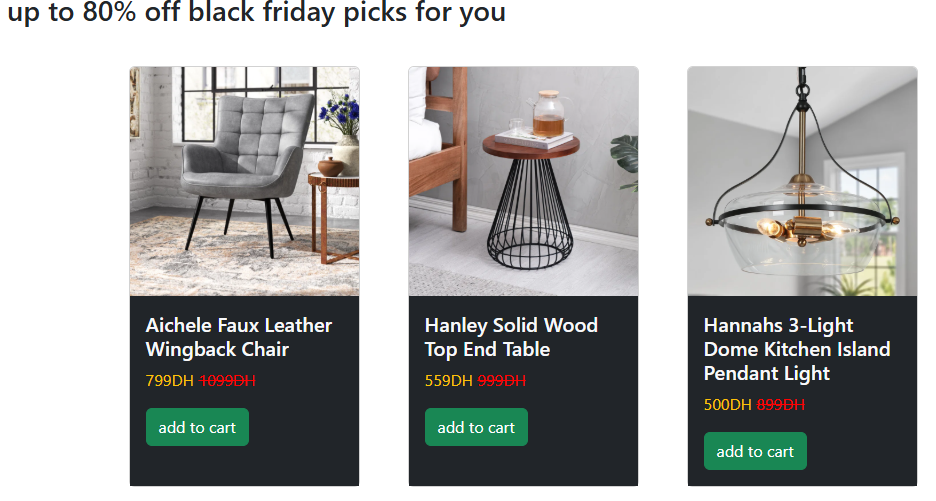 up to 80% off black friday picks for you
Aichele Faux Leather
Wingback Chair
799DH 1099DH
add to cart
Hanley Solid Wood
Top End Table
559DH 999DH
add to cart
Hannahs 3-Light
Dome Kitchen Island
Pendant Light
500DH 899DH
add to cart